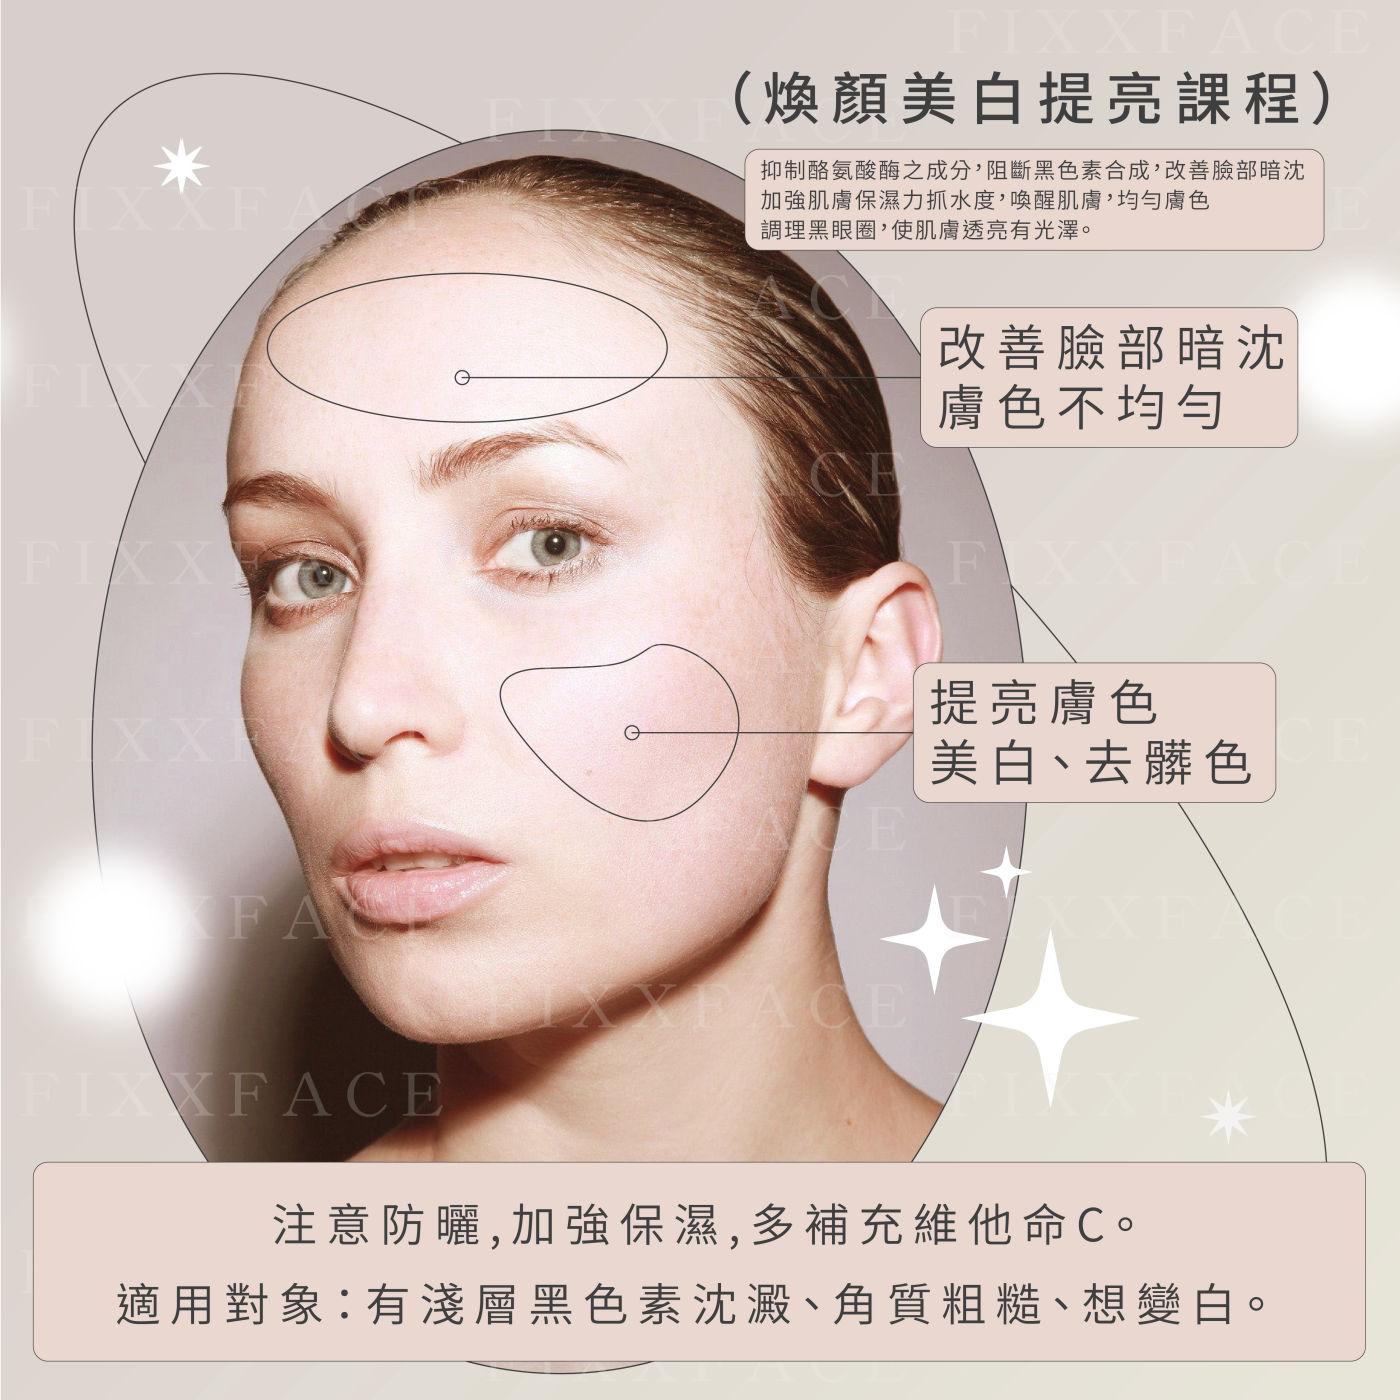 （煥顏美白提亮課程）
抑制酪氨酸酶之成分，阻斷黑色素合成，改善臉部暗沈
加強肌膚保濕力抓水度，喚醒肌膚，均勻膚色
調理黑眼圈，使肌膚透亮有光澤。
改善臉部暗沈
膚色不均勻
提亮膚色
美白、去髒色
注意防曬，加強保濕，多補充維他命C。
適用對象：有淺層黑色素沈澱、角質粗糙、想變白。
FIXXFACE